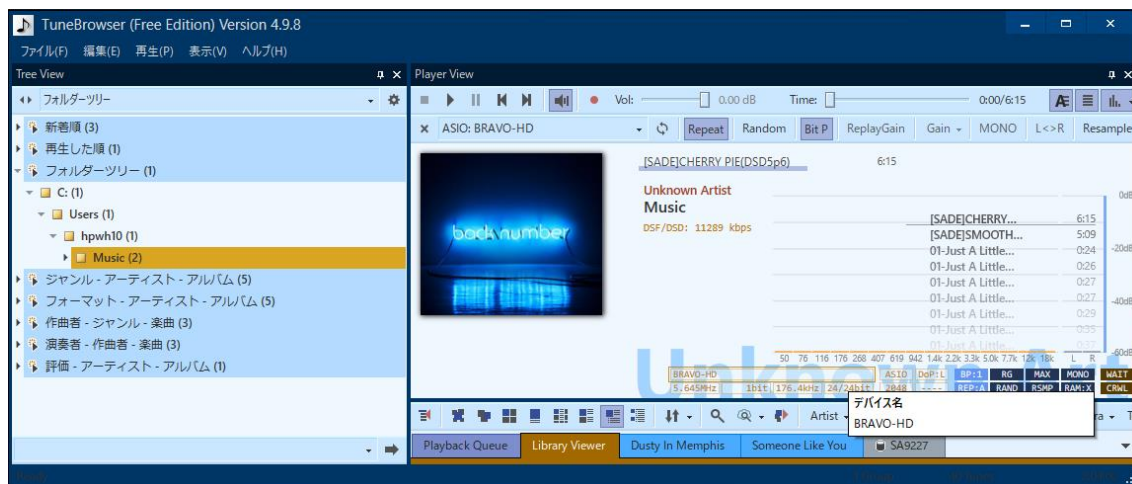 TuneBrowser (Free Edition) Version 4.9.8
ファイル(F) 編集(E) 再生(P) 表示(V) ヘルプ(H)
Tree View
フォルダーツリー
新着順 (3)
再生した順 (1)
フォルダーツリー (1)
C: (1)
Users (1)
hpwh10 (1)
Music (2)
ジャンル - アーティスト - アルバム (5)
フォーマット - アーティスト - アルバム (5)
作曲者 - ジャンル - 楽曲 (3)
演奏者 - 作曲者 - 楽曲 (3)
評価 - アーティスト - アルバム (1)
Player View
Vol: 0.00 dB Time: 0:00/6:15 Æ
ASIO: BRAVO-HD Repeat Random Bit P ReplayGain Gain MONO L<>R Resample
back number
[SADE]CHERRY PIE(DSD5p6) 6:15
Unknown Artist
Music
DSF/DSD: 11289 kbps
0dB
[SADE]CHERRY... 6:15
[SADE]SMOOTH... 5:09
-20dB
01-Just A Little... 0:24
01-Just A Little... 0:26
01-Just A Little... 0:27
01-Just A Little... 0:27
-40dB
01-Just A Little... 0:29
01-Just A Little... 0:35
01-Just A Little... 0:37
-60dB
50 76 116 176 268 407 619 942 1.4k 2.2k 3.3k 5.0k 7.7k 12k 18k L R
Unknown Art
BRAVO-HD ASIO DoP:L BP:1 RG MAX MONO WAIT
5.645MHz 1bit 176.4kHz 24/24bit 2048 ---- REP:A RAND RSMP RAM:X CRWL
Artist
デバイス名
BRAVO-HD
Playback Queue Library Viewer Dusty In Memphis Someone Like You SA9227